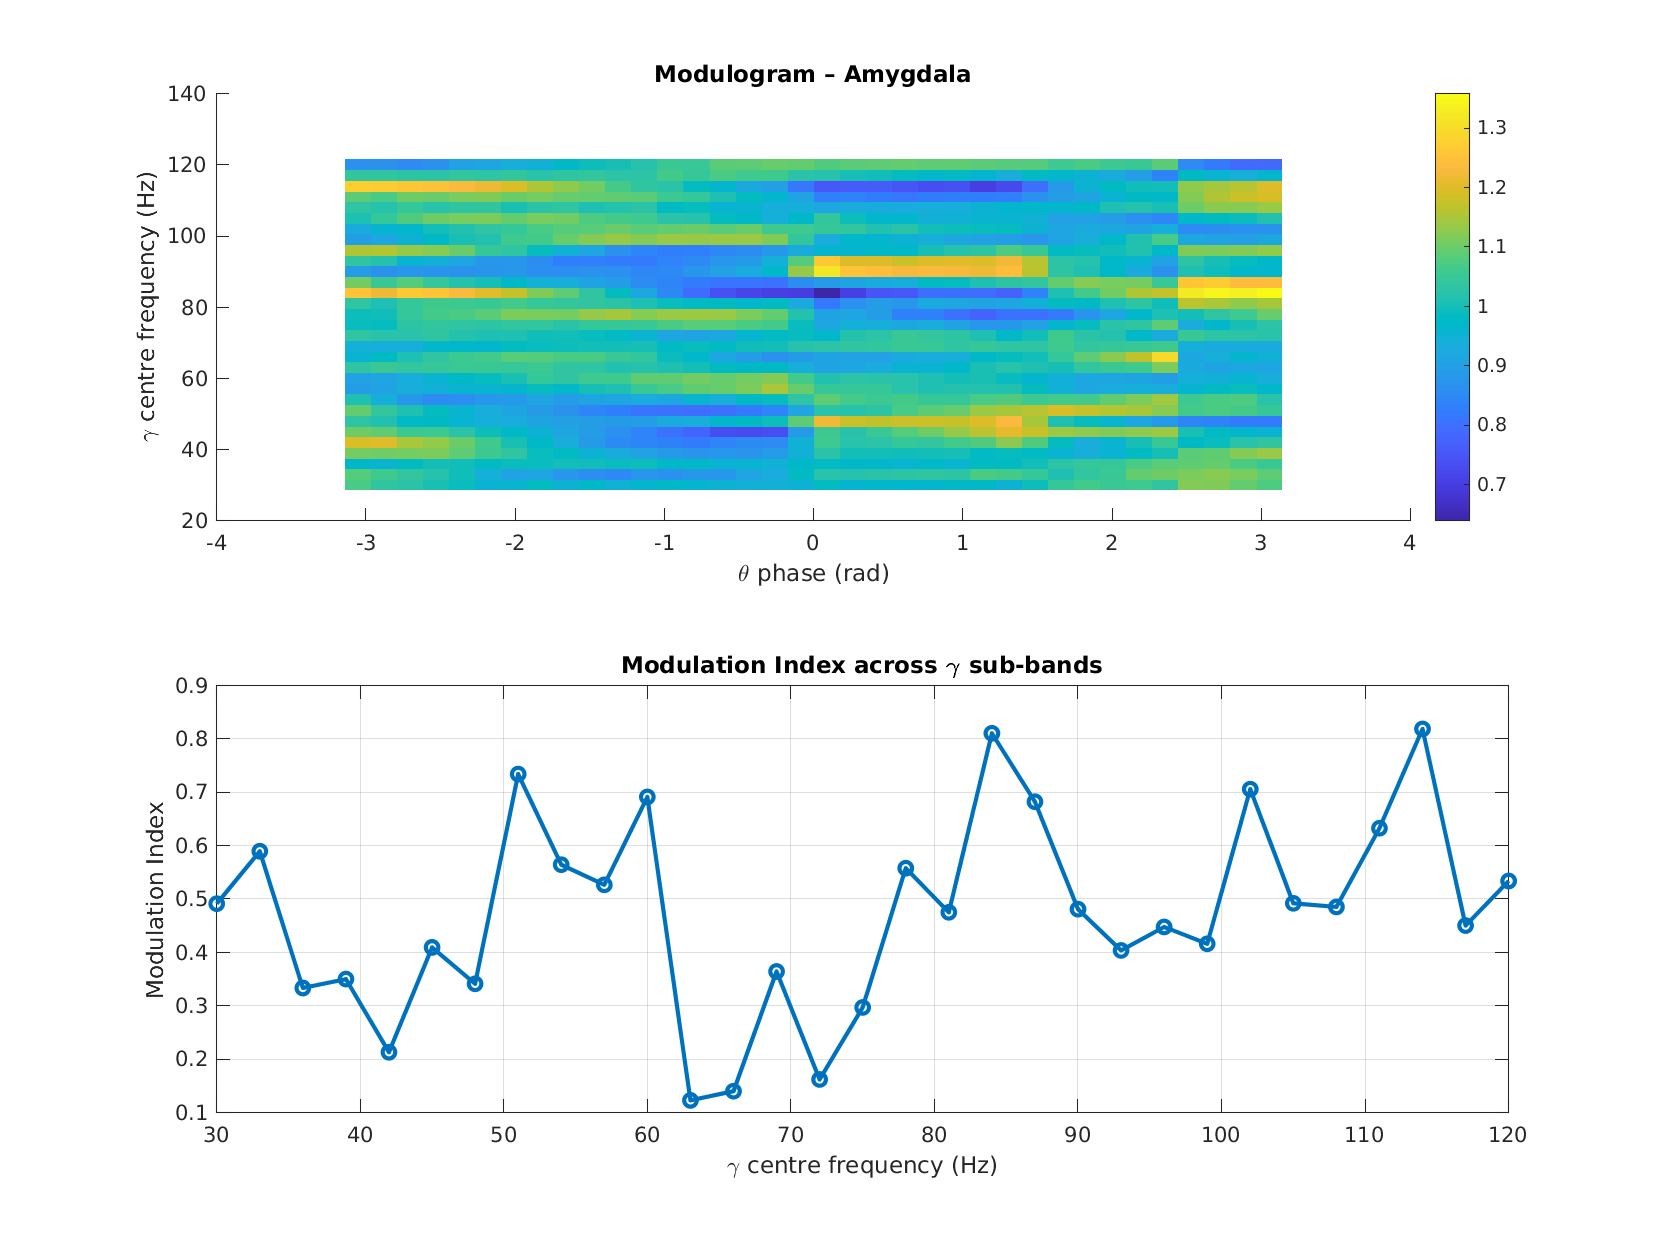 Modulogram – Amygdala
140
120
100
80
60
40
20
γ centre frequency (Hz)
-4 -3 -2 -1 0 1 2 3 4
θ phase (rad)
1.3
1.2
1.1
1
0.9
0.8
0.7
Modulation Index across γ sub-bands
0.9
0.8
0.7
0.6
0.5
0.4
0.3
0.2
0.1
Modulation Index
30 40 50 60 70 80 90 100 110 120
γ centre frequency (Hz)